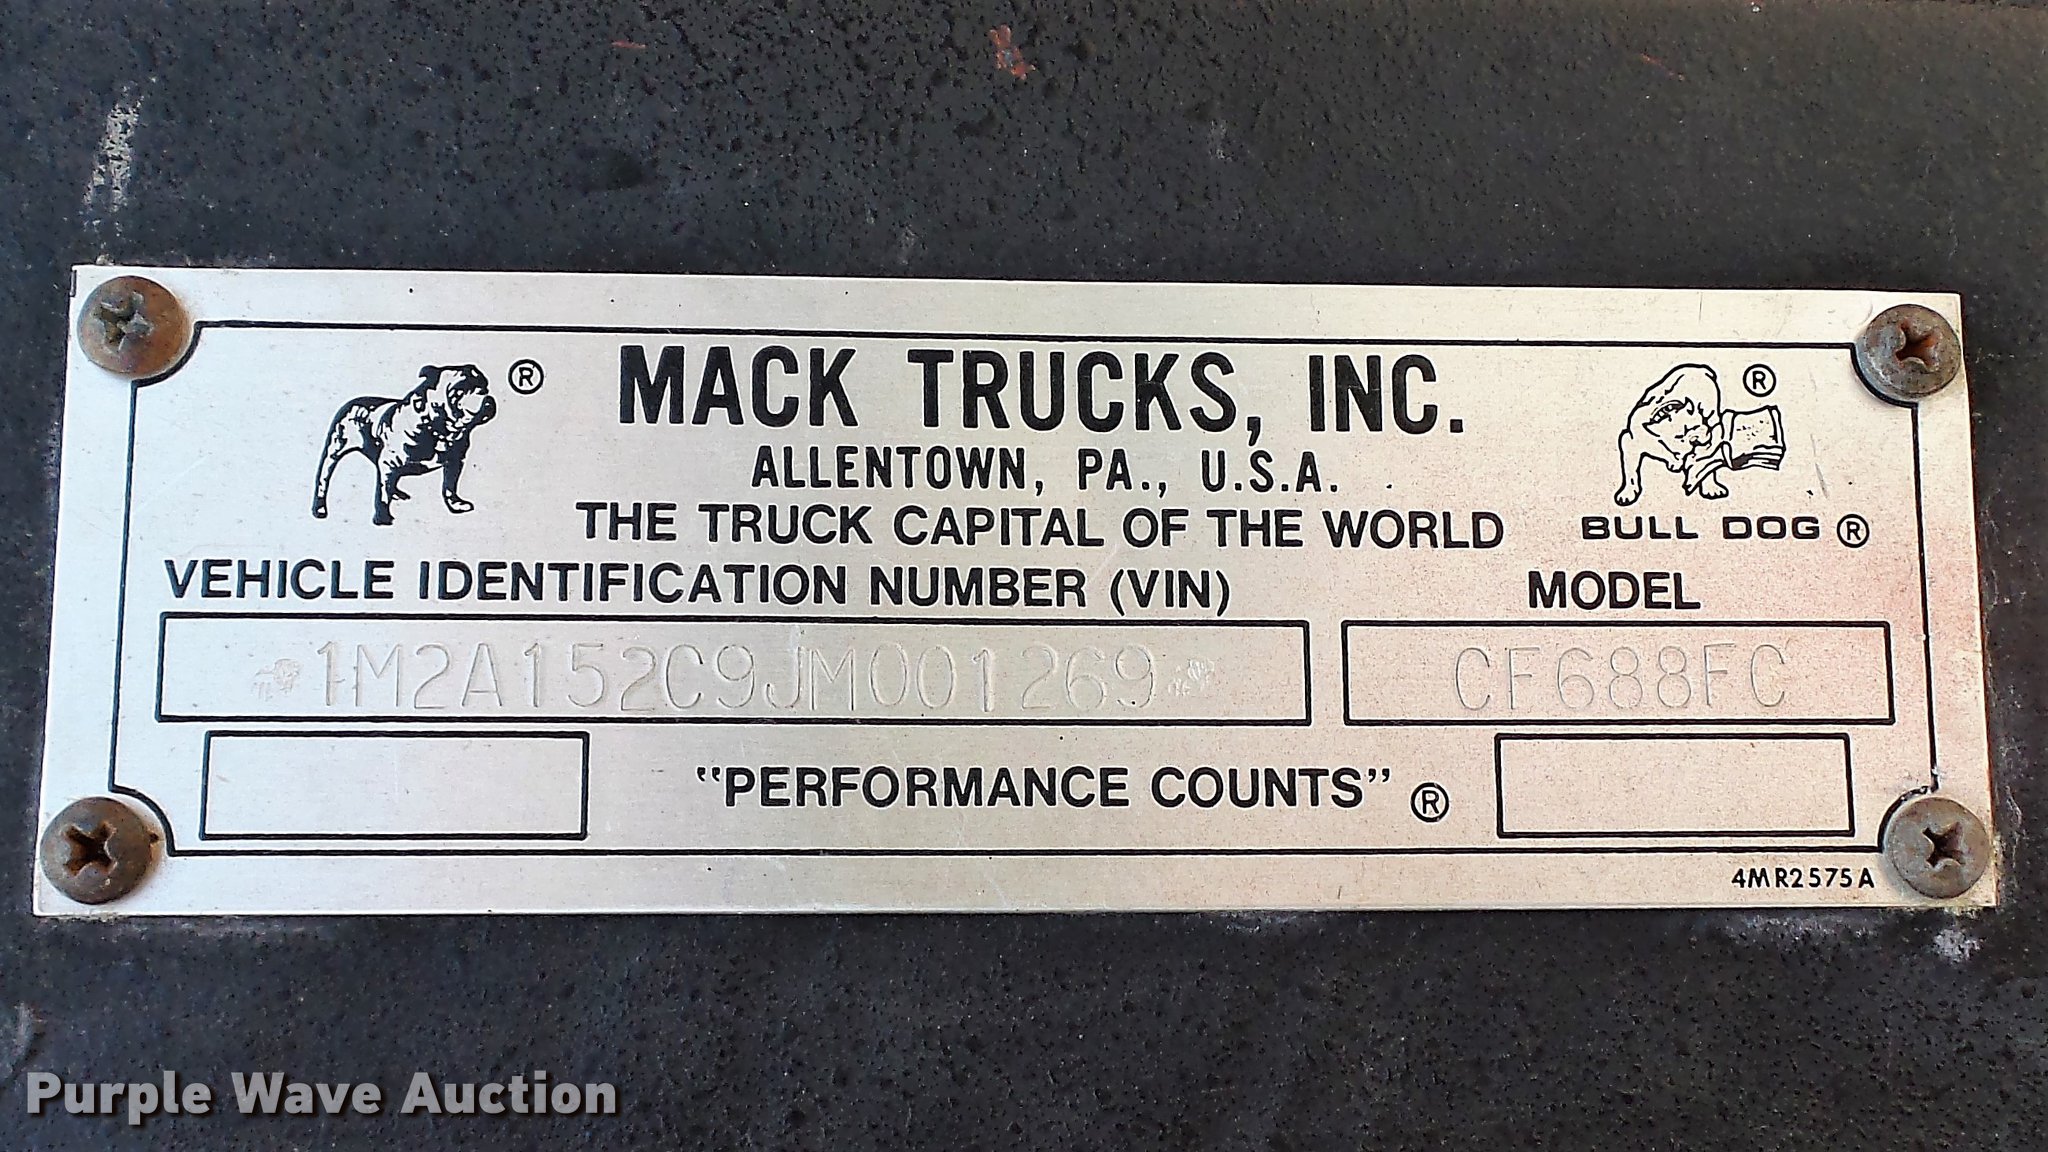 MACK TRUCKS, INC.
ALLENTOWN, PA., U.S.A.
THE TRUCK CAPITAL OF THE WORLD
®
®
BULL DOG ®
VEHICLE IDENTIFICATION NUMBER (VIN)
MODEL
1M2A152C9JM001269
CF688FC
"PERFORMANCE COUNTS" ®
4MR2575A
Purple Wave Auction